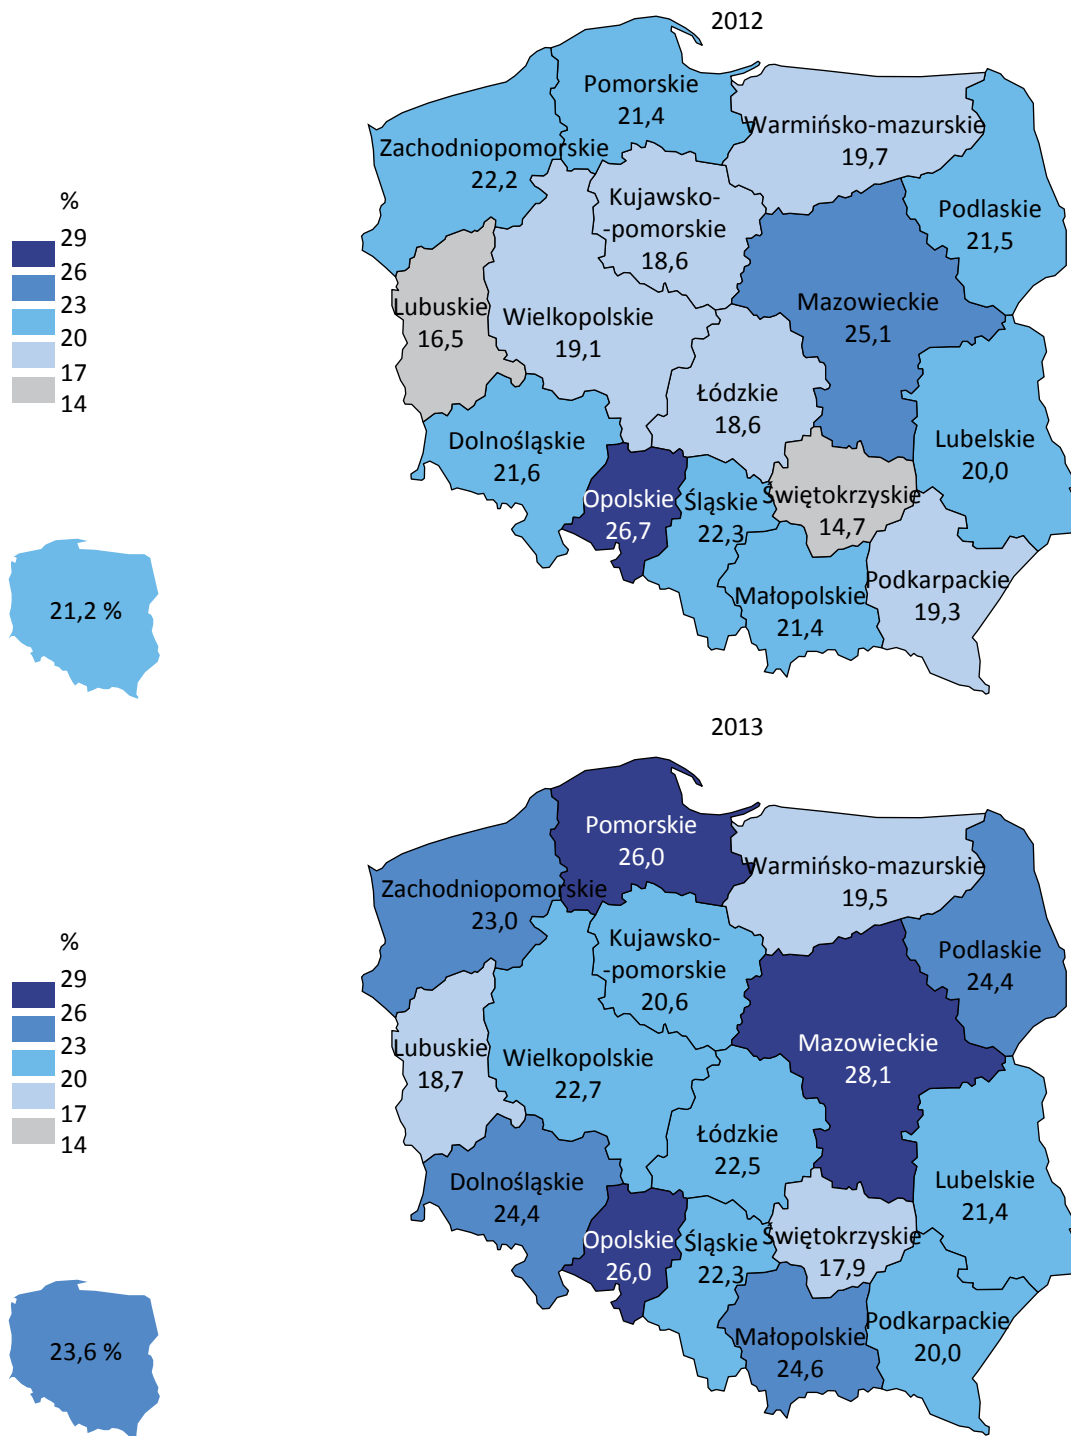 2012
Pomorskie
21,4
Warmińsko-mazurskie
19,7
Zachodniopomorskie
22,2
Kujawsko-
-pomorskie
18,6
Podlaskie
21,5
%
29
26
23
20
17
14
Lubuskie
16,5
Wielkopolskie
19,1
Mazowieckie
25,1
Łódzkie
18,6
Dolnośląskie
21,6
Lubelskie
20,0
Opolskie
26,7
Śląskie
22,3
Świętokrzyskie
14,7
21,2 %
Małopolskie
21,4
Podkarpackie
19,3
2013
Pomorskie
26,0
Warmińsko-mazurskie
19,5
Zachodniopomorskie
23,0
Kujawsko-
-pomorskie
20,6
Podlaskie
24,4
%
29
26
23
20
17
14
Lubuskie
18,7
Wielkopolskie
22,7
Mazowieckie
28,1
Łódzkie
22,5
Dolnośląskie
24,4
Lubelskie
21,4
Opolskie
26,0
Śląskie
22,3
Świętokrzyskie
17,9
23,6 %
Małopolskie
24,6
Podkarpackie
20,0